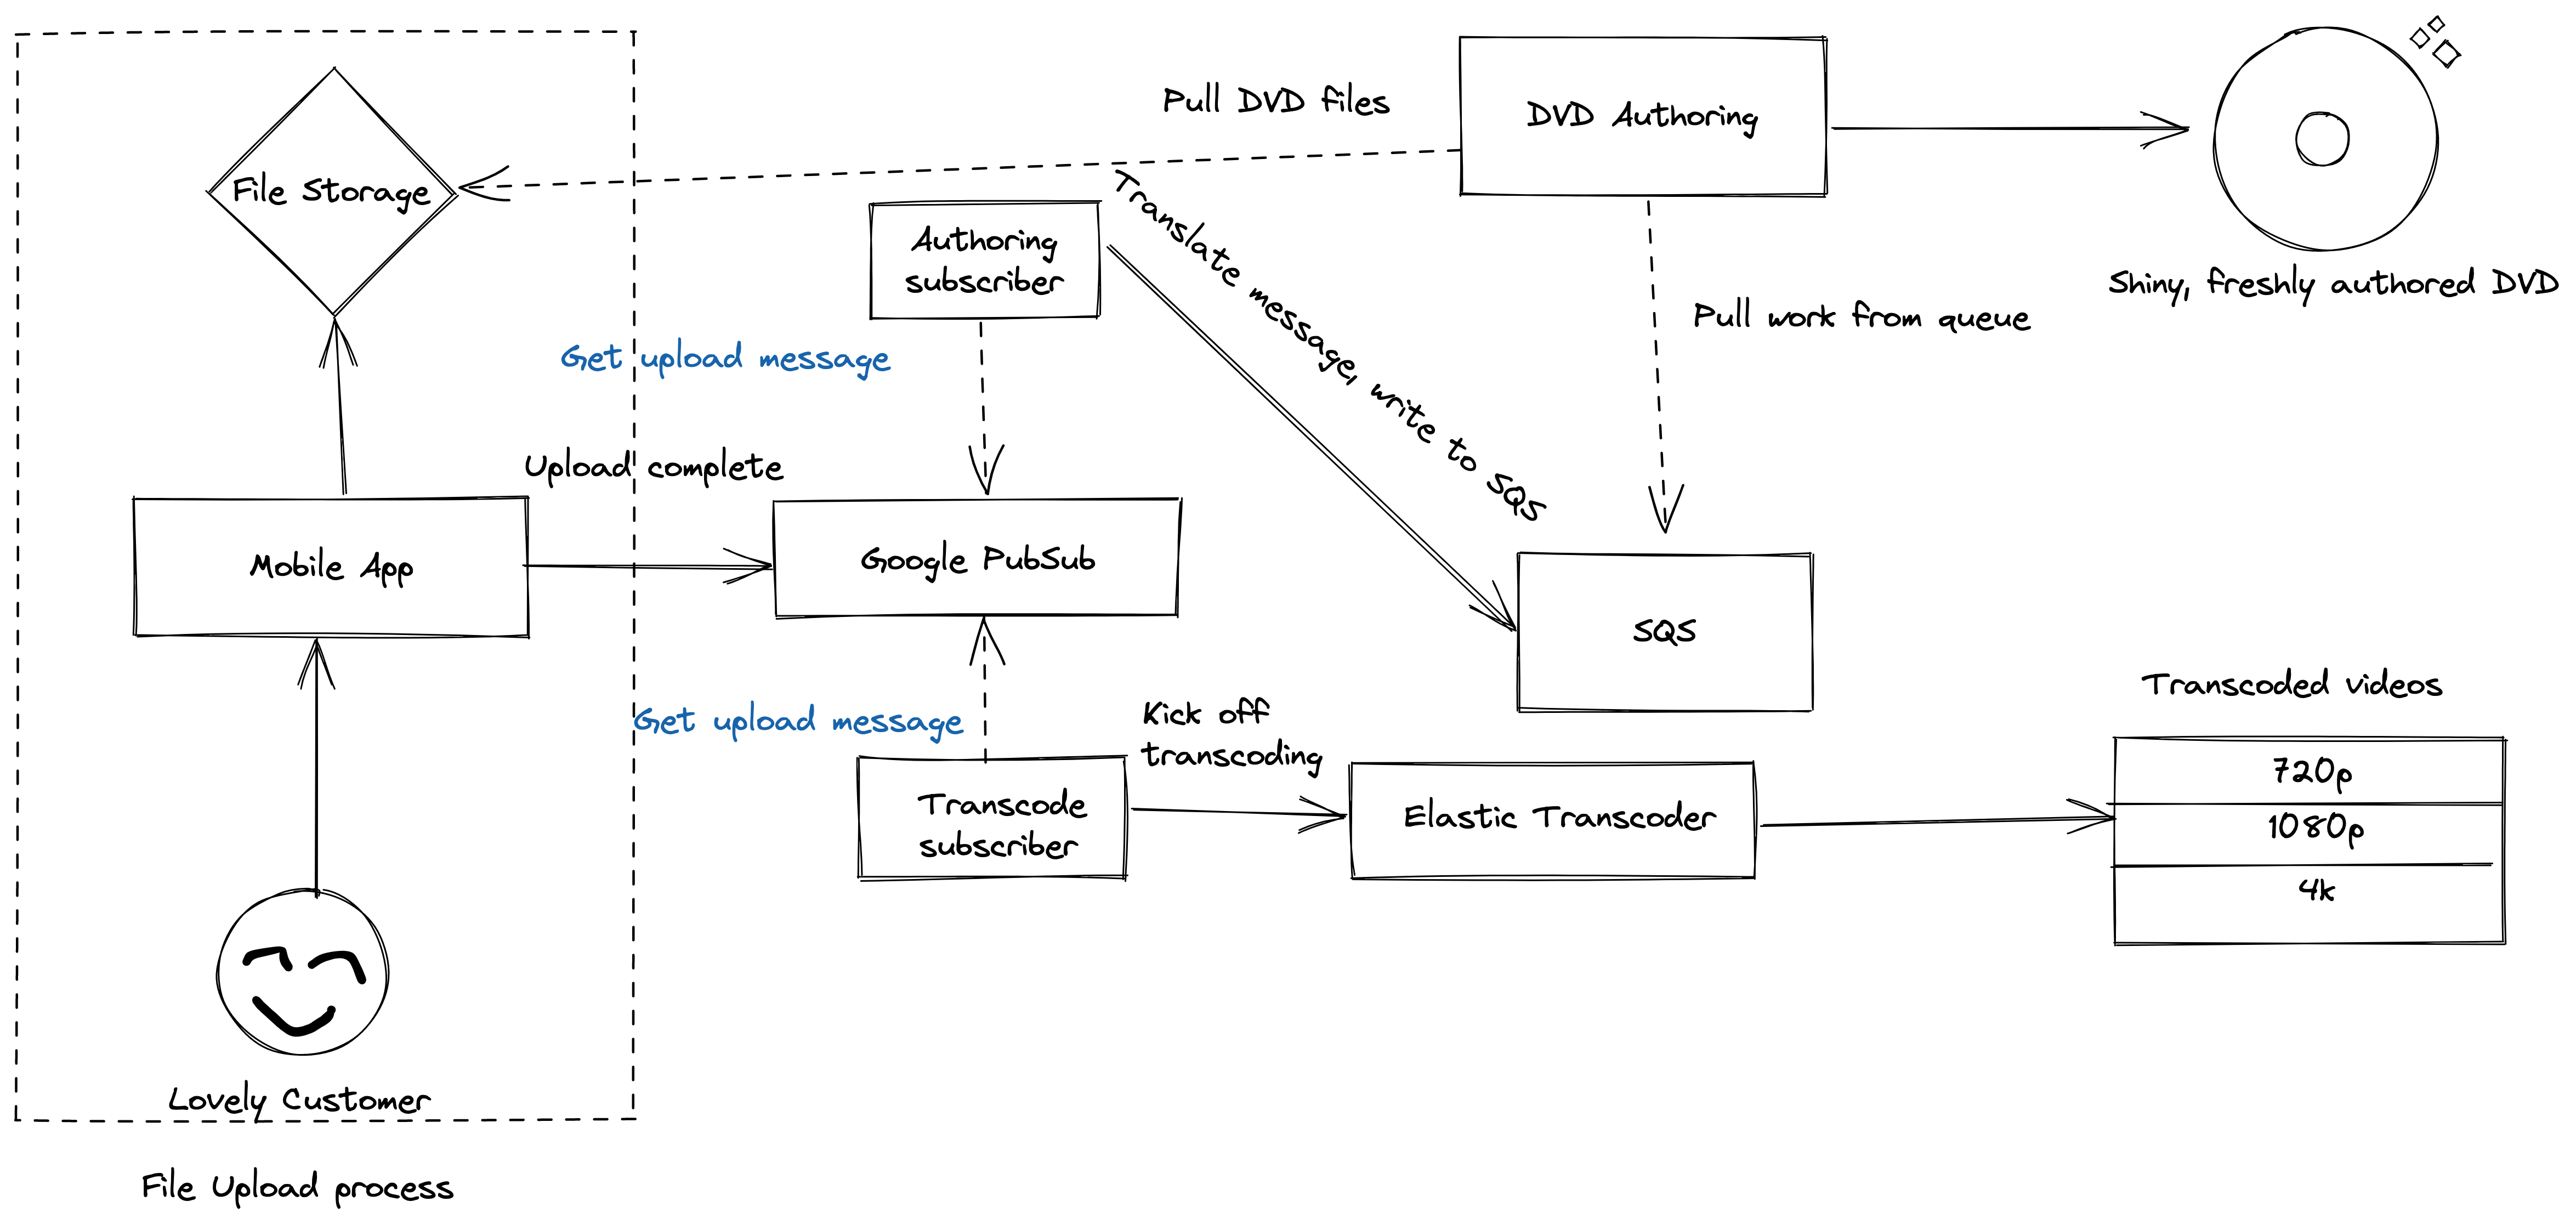 Pull DVD files
DVD Authoring
File Storage
Authoring
subscriber
Translate message, write to SQS
Shiny, freshly authored DVD
Pull work from queue
Get upload message
Upload complete
Mobile App
Google PubSub
SQS
Get upload message
Kick off
transcoding
Transcoded videos
Transcode
subscriber
Elastic Transcoder
720p
1080p
4k
Lovely Customer
File Upload process